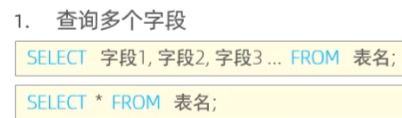 1. 查询多个字段
SELECT 字段1, 字段2, 字段3 ... FROM 表名;
SELECT * FROM 表名;